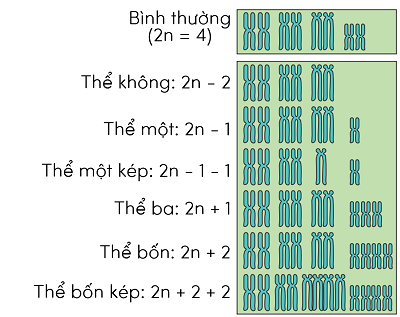 Bình thường
(2n = 4)
Thể không: 2n - 2
Thể một: 2n - 1
Thể một kép: 2n - 1 - 1
Thể ba: 2n + 1
Thể bốn: 2n + 2
Thể bốn kép: 2n + 2 + 2